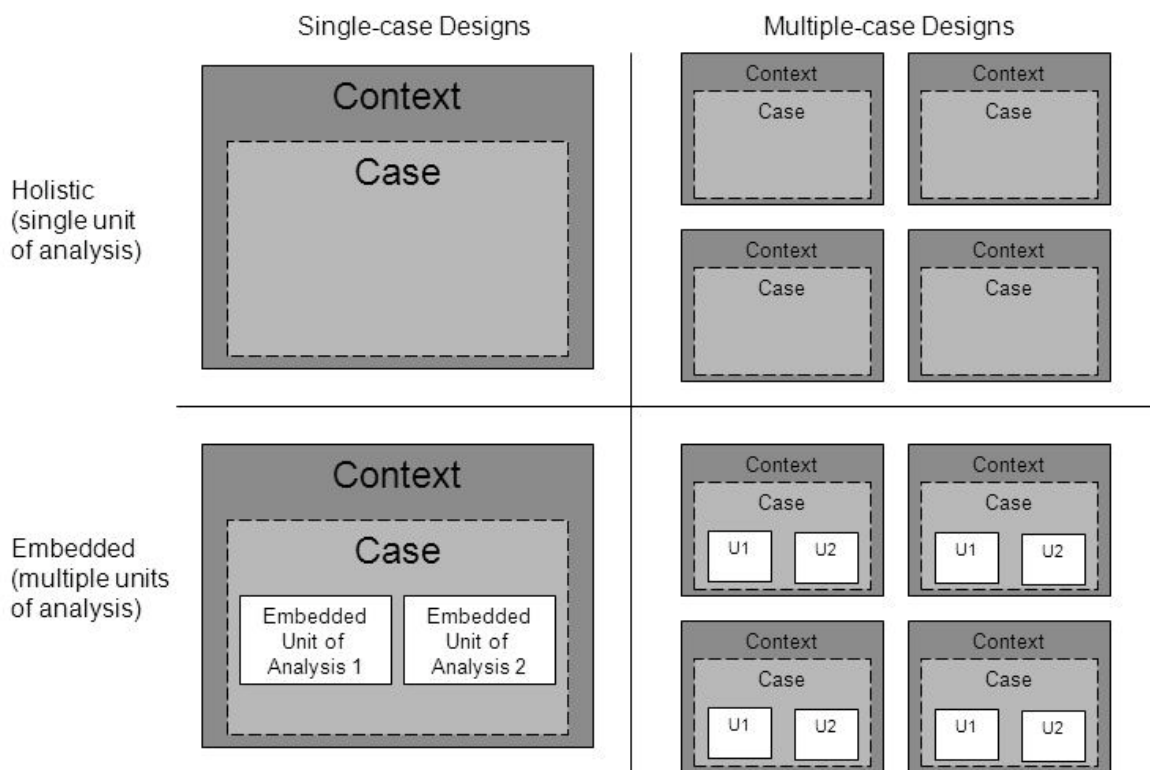 Single-case Designs
Multiple-case Designs
Holistic
(single unit
of analysis)
Context
Case
Context
Case
Context
Case
Context
Case
Context
Case
Embedded
(multiple units
of analysis)
Context
Case
Embedded
Unit of
Analysis 1
Embedded
Unit of
Analysis 2
Context
Case
U1
U2
Context
Case
U1
U2
Context
Case
U1
U2
Context
Case
U1
U2